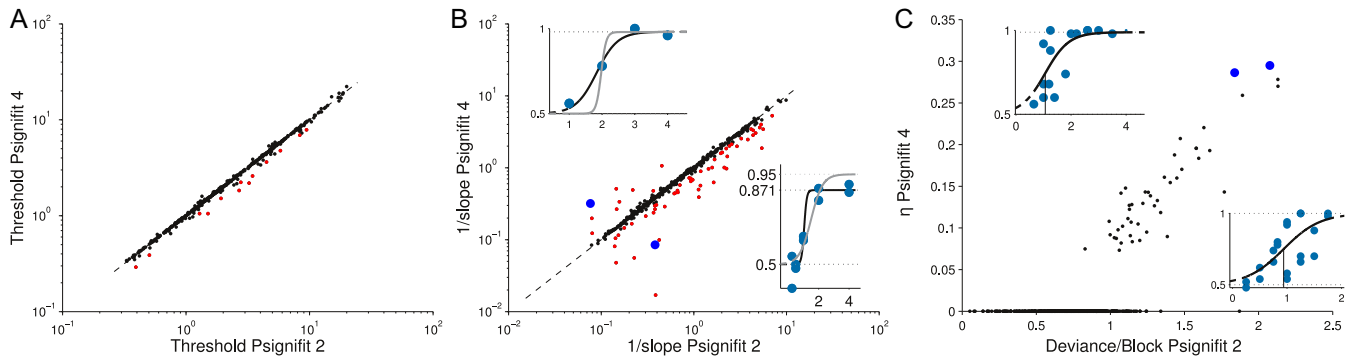 A
Threshold Psignifit 4
10²
10¹
10⁰
10⁻¹
10⁻¹ 10⁰ 10¹ 10²
Threshold Psignifit 2
B
1/slope Psignifit 4
10²
10¹
10⁰
10⁻¹
10⁻²
10⁻² 10⁻¹ 10⁰ 10¹ 10²
1/slope Psignifit 2
1
0.5
1 2 3 4
0.95
0.871
0.5
2 4
C
η Psignifit 4
0.35
0.3
0.25
0.2
0.15
0.1
0.05
0
0 0.5 1 1.5 2 2.5
Deviance/Block Psignifit 2
1
0.5
0 2 4
1
0.5
0 1 2